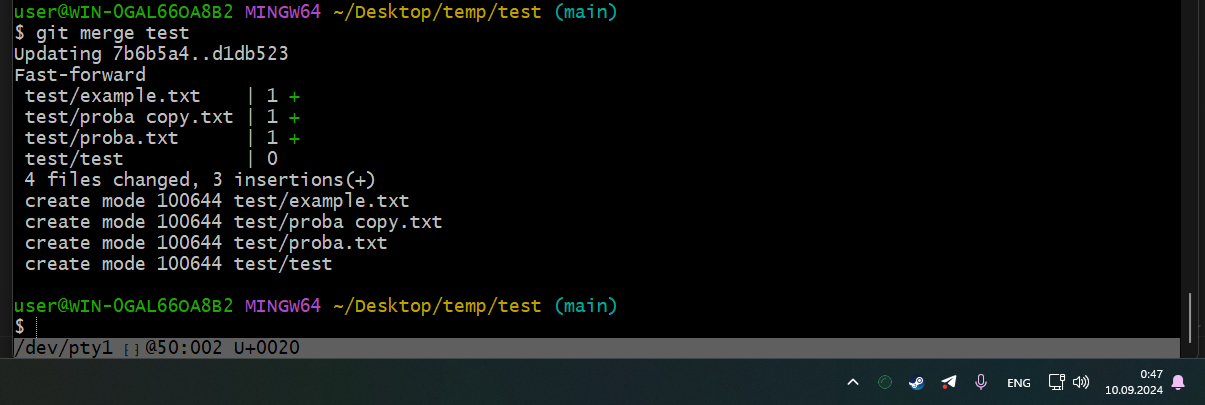 user@WIN-0GAL66OA8B2 MINGW64 ~/Desktop/temp/test (main)
$ git merge test
Updating 7b6b5a4..d1db523
Fast-forward
 test/example.txt    | 1 +
 test/proba copy.txt | 1 +
 test/proba.txt      | 1 +
 test/test           | 0
 4 files changed, 3 insertions(+)
 create mode 100644 test/example.txt
 create mode 100644 test/proba copy.txt
 create mode 100644 test/proba.txt
 create mode 100644 test/test
user@WIN-0GAL66OA8B2 MINGW64 ~/Desktop/temp/test (main)
$
/dev/pty1 [ ] @50:002 U+0020
ENG
0:47
10.09.2024